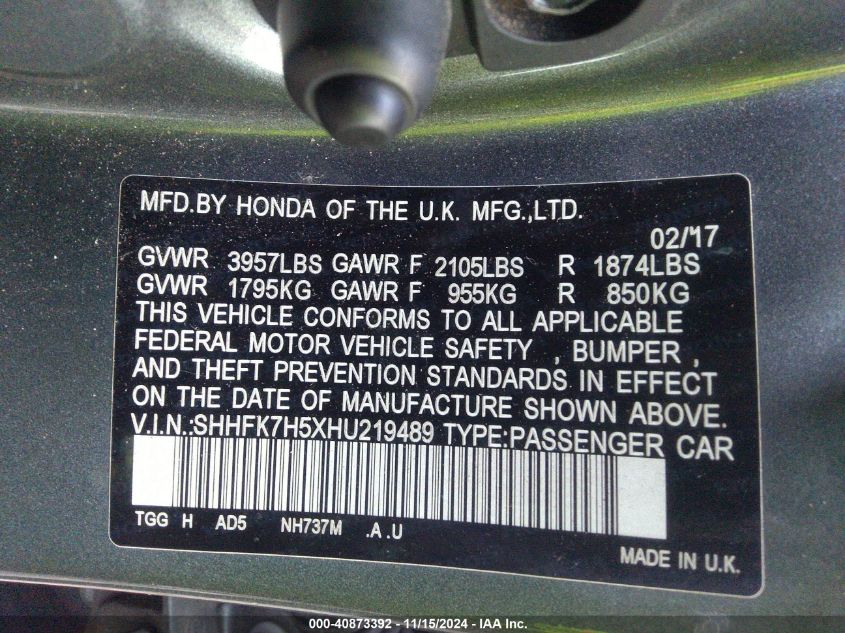 MFD.BY HONDA OF THE U.K. MFG.,LTD.
02/17
GVWR 3957LBS GAWR F 2105LBS R 1874LBS
GVWR 1795KG GAWR F 955KG R 850KG
THIS VEHICLE CONFORMS TO ALL APPLICABLE
FEDERAL MOTOR VEHICLE SAFETY , BUMPER ,
AND THEFT PREVENTION STANDARDS IN EFFECT
ON THE DATE OF MANUFACTURE SHOWN ABOVE.
V.I.N.:SHHFK7H5XHU219489 TYPE:PASSENGER CAR
TGG H AD5 NH737M .A .U
MADE IN U.K.
000-40873392 - 11/15/2024 - IAA Inc.